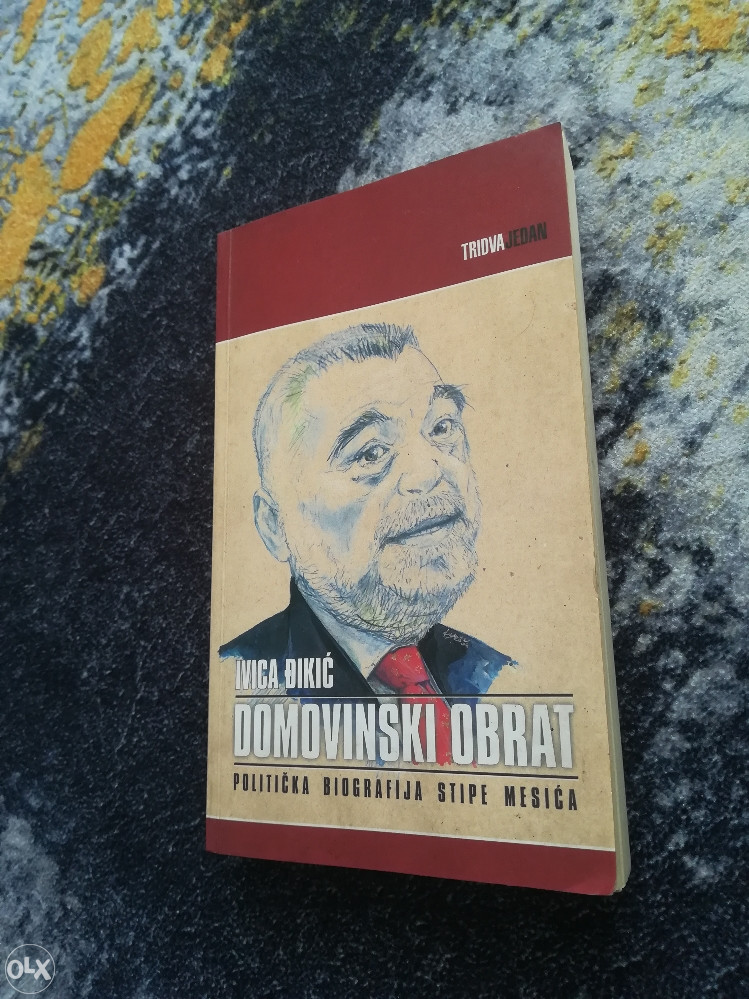 TRIDVAJEDAN
IVICA ĐIKIĆ
DOMOVINSKI OBRAT
POLITIČKA BIOGRAFIJA STIPE MESIĆA
OLX